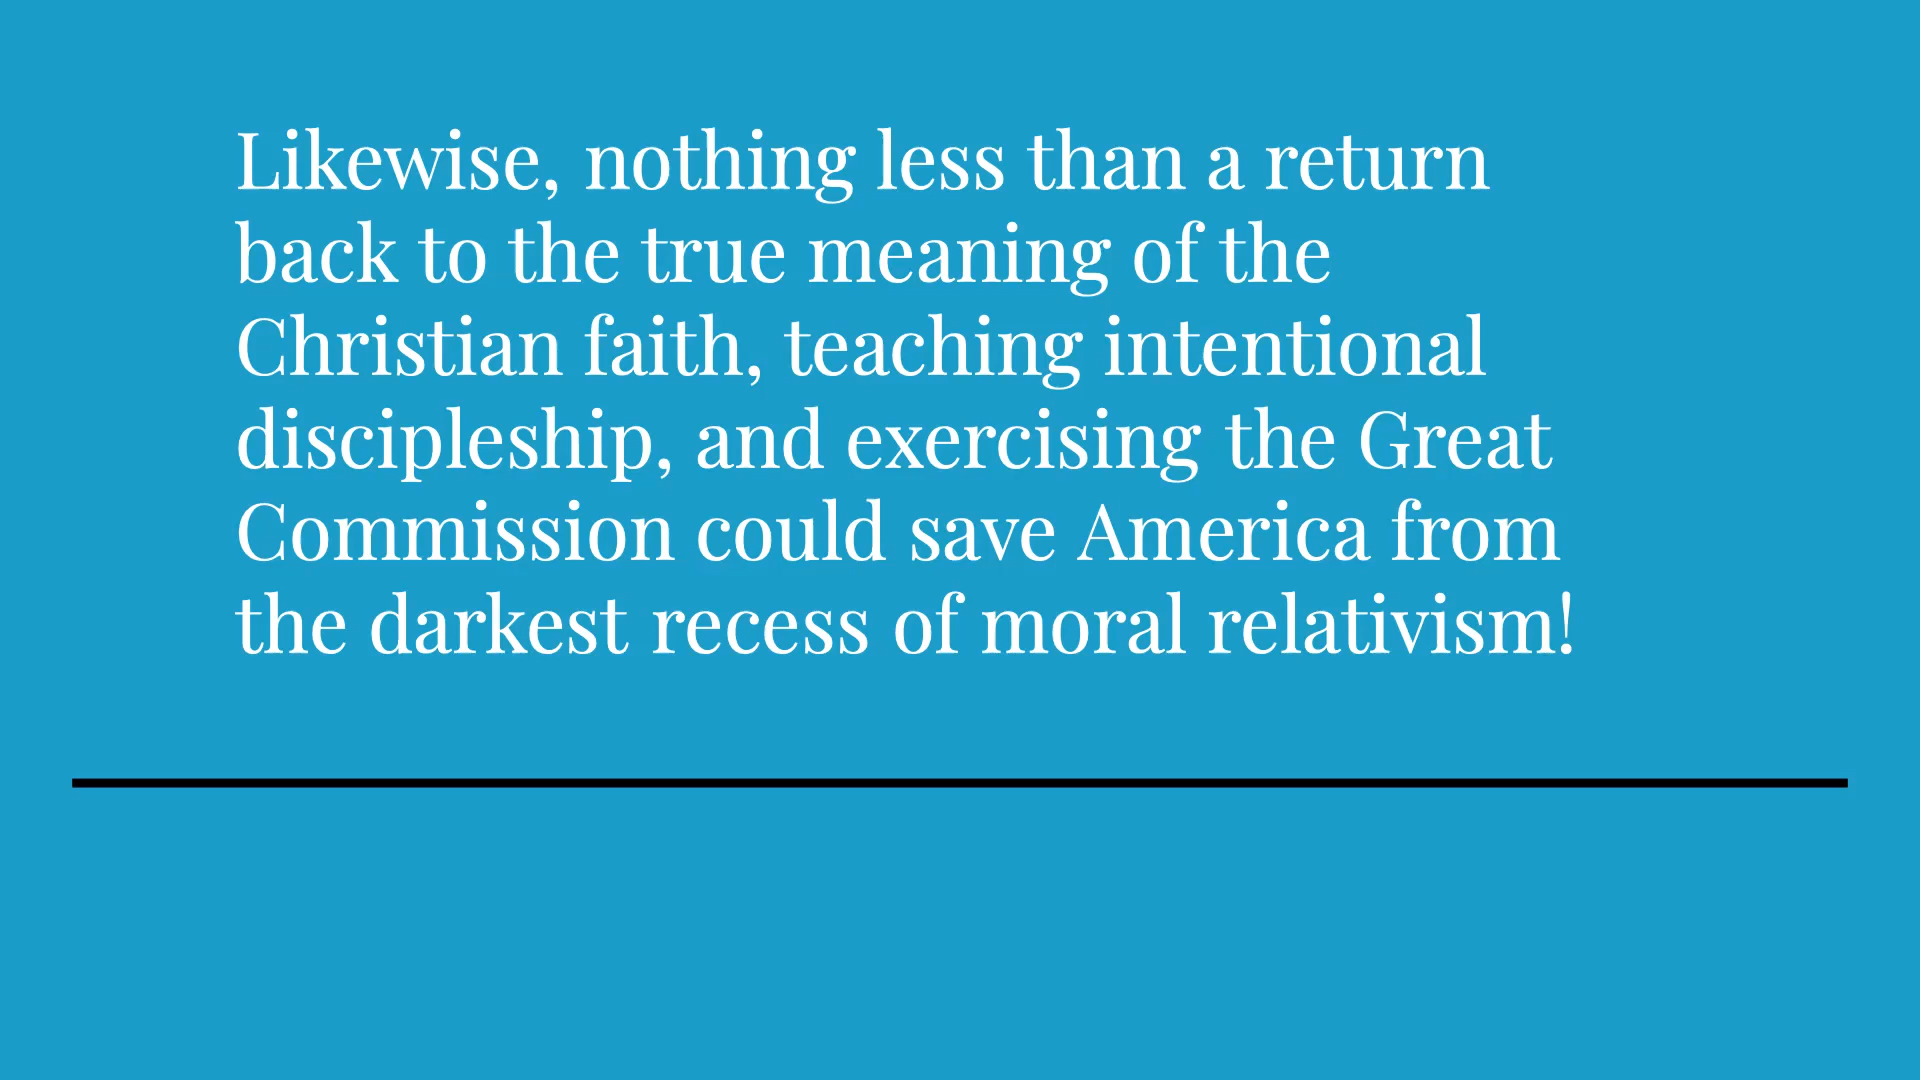 Likewise, nothing less than a return
back to the true meaning of the
Christian faith, teaching intentional
discipleship, and exercising the Great
Commission could save America from
the darkest recess of moral relativism!